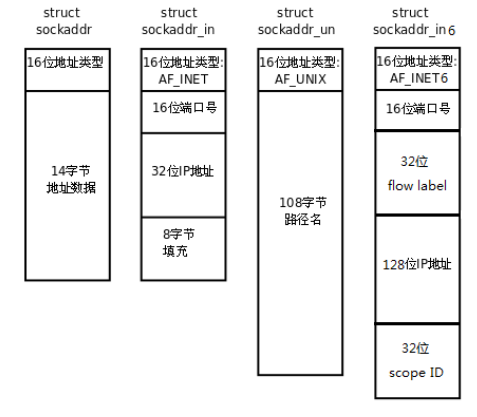 struct
sockaddr
16位地址类型
14字节
地址数据
struct
sockaddr_in
16位地址类型:
AF_INET
16位端口号
32位IP地址
8字节
填充
struct
sockaddr_un
16位地址类型:
AF_UNIX
108字节
路径名
struct
sockaddr_in6
16位地址类型:
AF_INET6
16位端口号
32位
flow label
128位IP地址
32位
scope ID